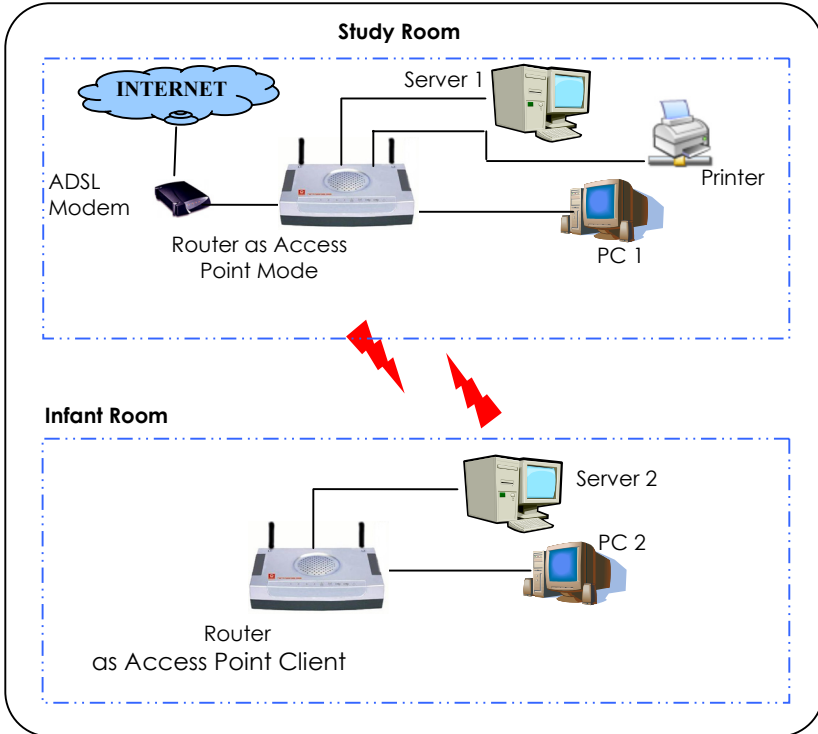 Study Room
INTERNET
Server 1
ADSL
Modem
Printer
Router as Access
Point Mode
PC 1
Infant Room
Server 2
PC 2
Router
as Access Point Client